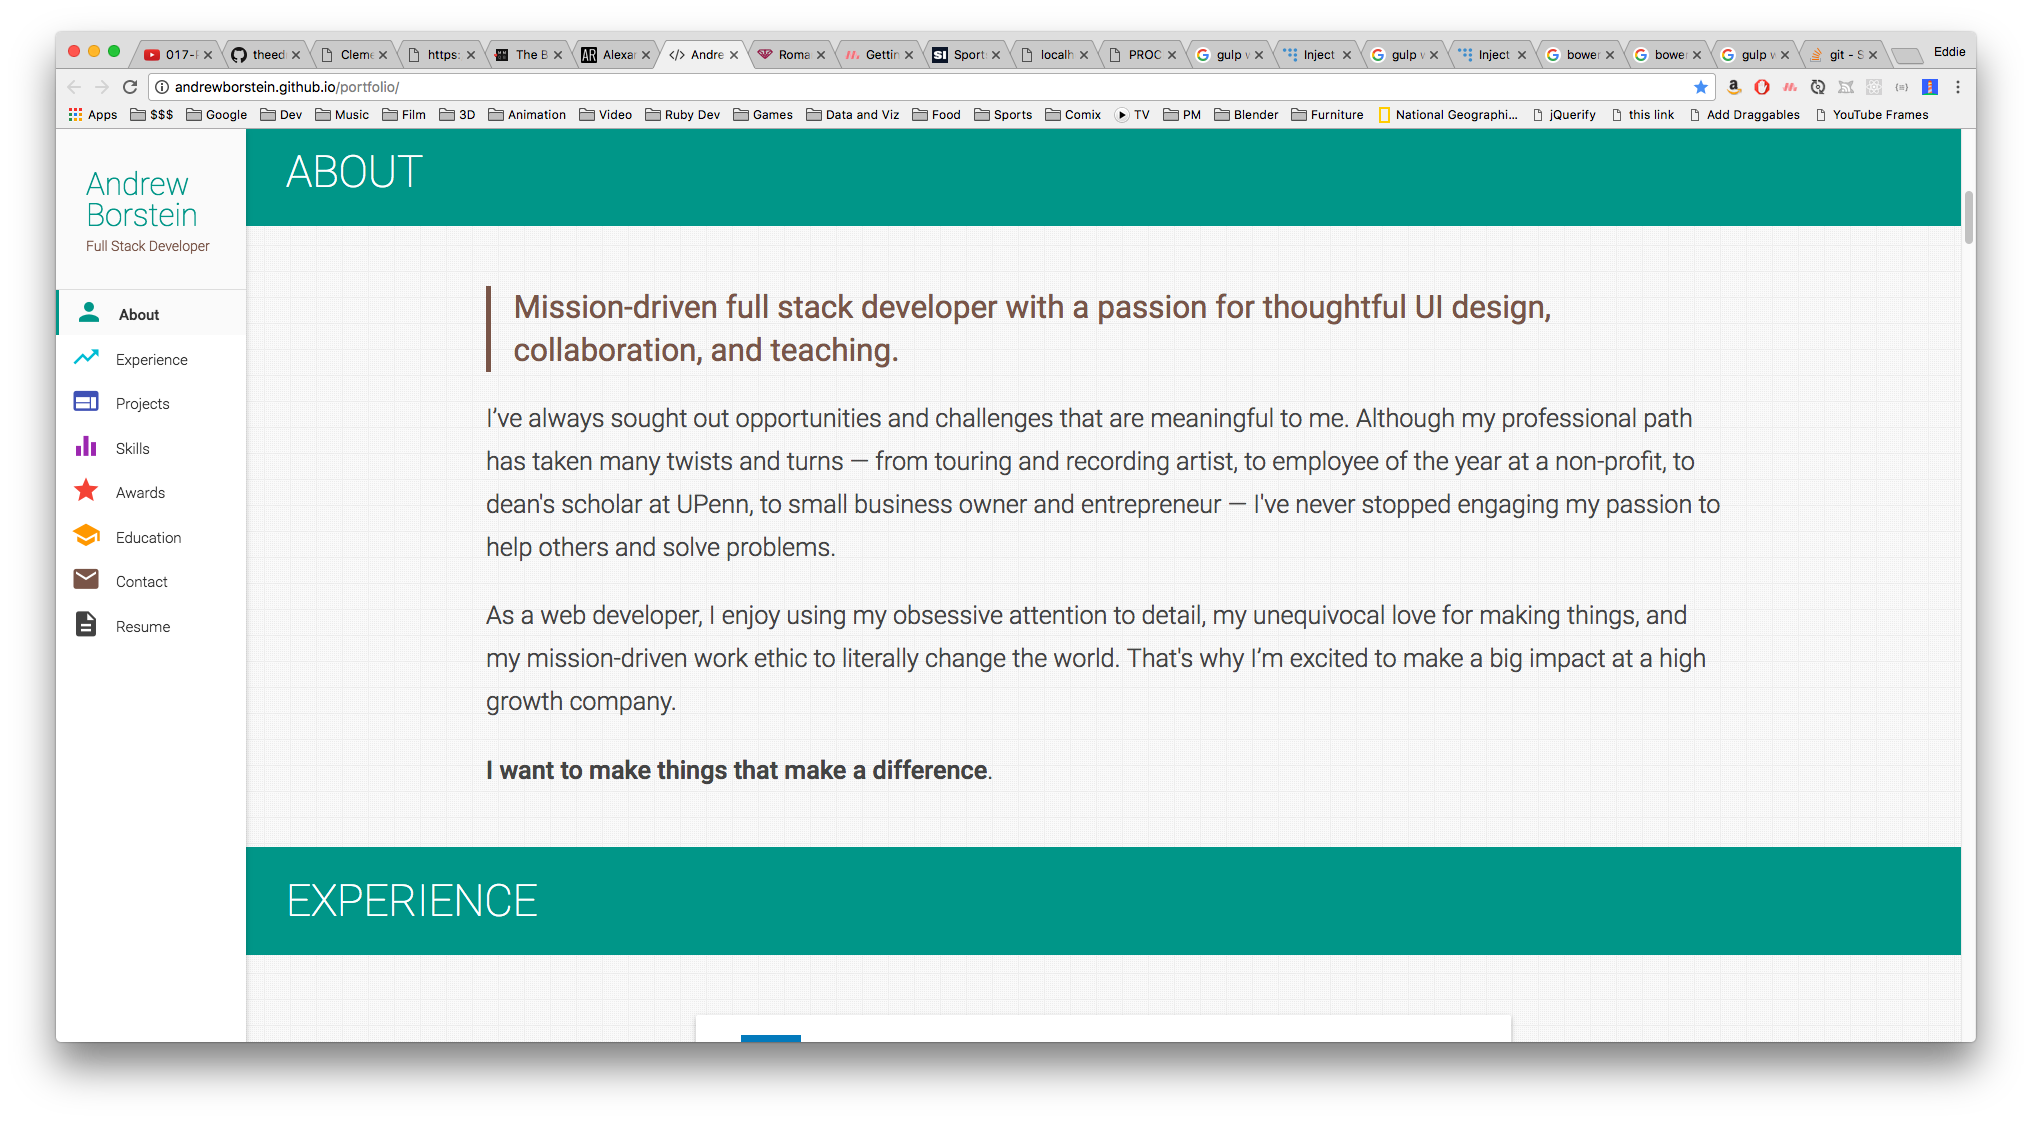 017-F
theed
Cleme
https:
The B
Alexar
Andre
Roma
Gettin
Sports
localh
PROC
gulp w
Inject
gulp w
Inject
bower
bower
gulp w
git - S
Eddie
andrewborstein.github.io/portfolio/
Apps $$$ Google Dev Music Film 3D Animation Video Ruby Dev Games Data and Viz Food Sports Comix TV PM Blender Furniture National Geographi... jQuerify this link Add Draggables YouTube Frames
Andrew
Borstein
Full Stack Developer
About
Experience
Projects
Skills
Awards
Education
Contact
Resume
ABOUT
Mission-driven full stack developer with a passion for thoughtful UI design,
collaboration, and teaching.
I’ve always sought out opportunities and challenges that are meaningful to me. Although my professional path
has taken many twists and turns — from touring and recording artist, to employee of the year at a non-profit, to
dean's scholar at UPenn, to small business owner and entrepreneur — I've never stopped engaging my passion to
help others and solve problems.
As a web developer, I enjoy using my obsessive attention to detail, my unequivocal love for making things, and
my mission-driven work ethic to literally change the world. That's why I’m excited to make a big impact at a high
growth company.
I want to make things that make a difference.
EXPERIENCE